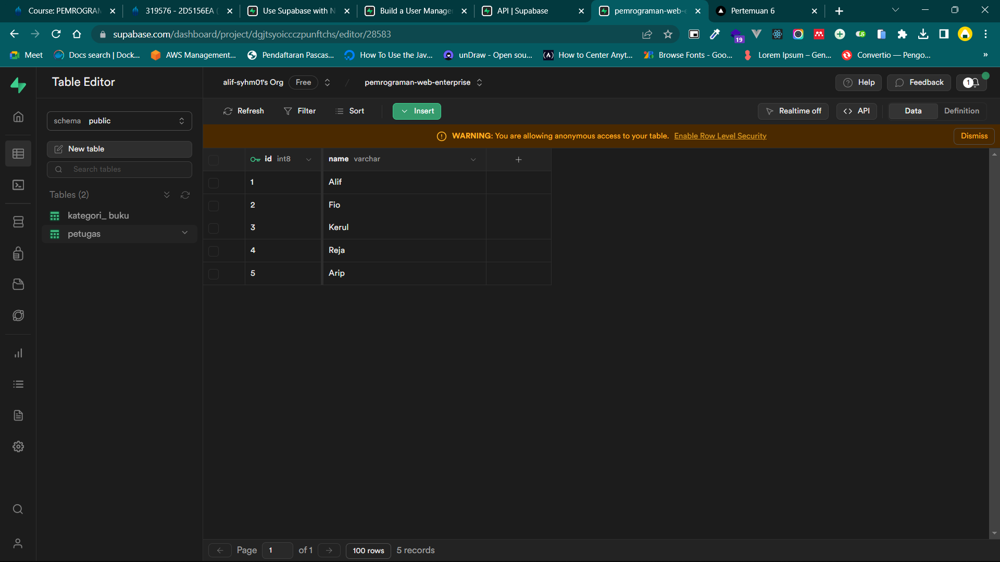 Course: PEMROGRAM
319576 - 2D5156EA (
Use Supabase with N
Build a User Manage
API | Supabase
pemrograman-web-e
Pertemuan 6
supabase.com/dashboard/project/dgjtsyoiccczpunftchs/editor/28583
19
Meet
Docs search | Dock...
AWS Management...
Pendaftaran Pascas...
How To Use the Jav...
unDraw - Open sou...
How to Center Anyt...
Browse Fonts - Goo...
Lorem Ipsum – Gen...
Convertio — Pengo...
»
Table Editor
alif-syhm01's Org
Free
/
pemrograman-web-enterprise
Help
Feedback
1
schema public
Refresh
Filter
Sort
Insert
Realtime off
<> API
Data
Definition
WARNING: You are allowing anonymous access to your table. Enable Row Level Security
Dismiss
New table
Search tables
Tables (2)
kategori_ buku
petugas
id int8
name varchar
+
1 Alif
2 Fio
3 Kerul
4 Reja
5 Arip
Page 1 of 1
100 rows
5 records